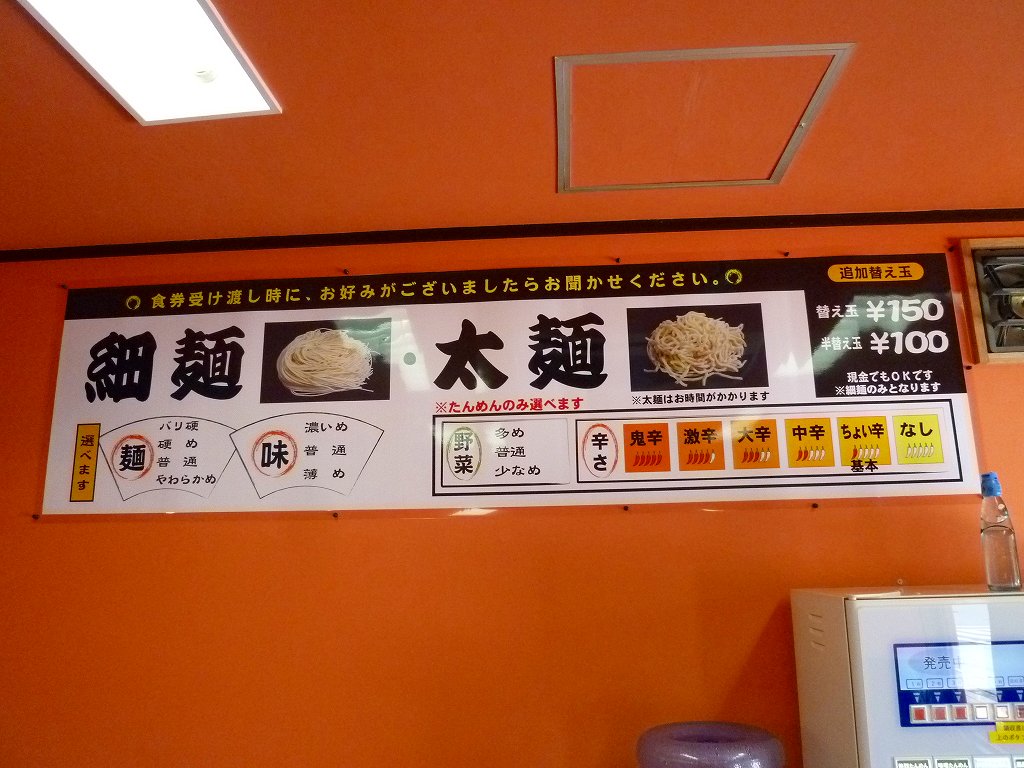 食券受け渡し時に、お好みがございましたらお聞かせください。
追加替え玉
替え玉 ¥150
半替え玉 ¥100
現金でもOKです
※細麺のみとなります
細麺・太麺
※太麺はお時間がかかります
※たんめんのみ選べます
選べます
麺
バリ硬
硬め
普通
やわらかめ
味
濃いめ
普通
薄め
野菜
多め
普通
少なめ
辛さ
鬼辛
激辛
大辛
中辛
ちょい辛
基本
なし
発売中